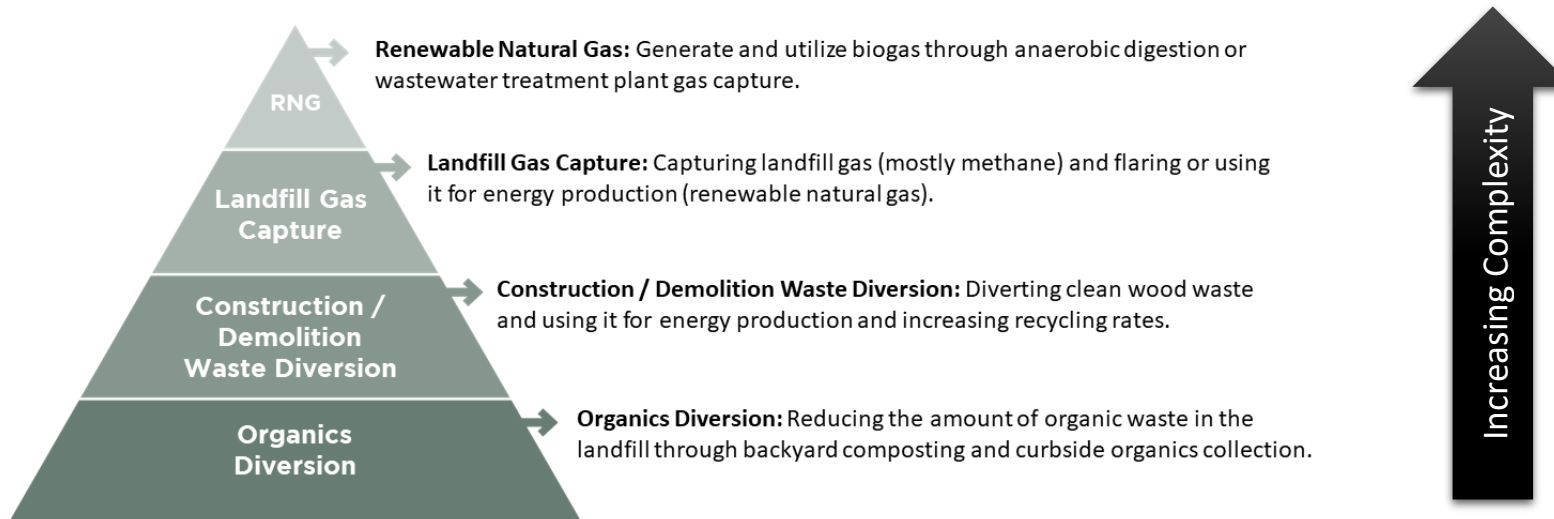 Renewable Natural Gas: Generate and utilize biogas through anaerobic digestion or
wastewater treatment plant gas capture.
RNG
Landfill Gas Capture: Capturing landfill gas (mostly methane) and flaring or using
it for energy production (renewable natural gas).
Landfill Gas
Capture
Construction / Demolition Waste Diversion: Diverting clean wood waste
and using it for energy production and increasing recycling rates.
Construction /
Demolition
Waste Diversion
Organics Diversion: Reducing the amount of organic waste in the
landfill through backyard composting and curbside organics collection.
Organics
Diversion
Increasing Complexity